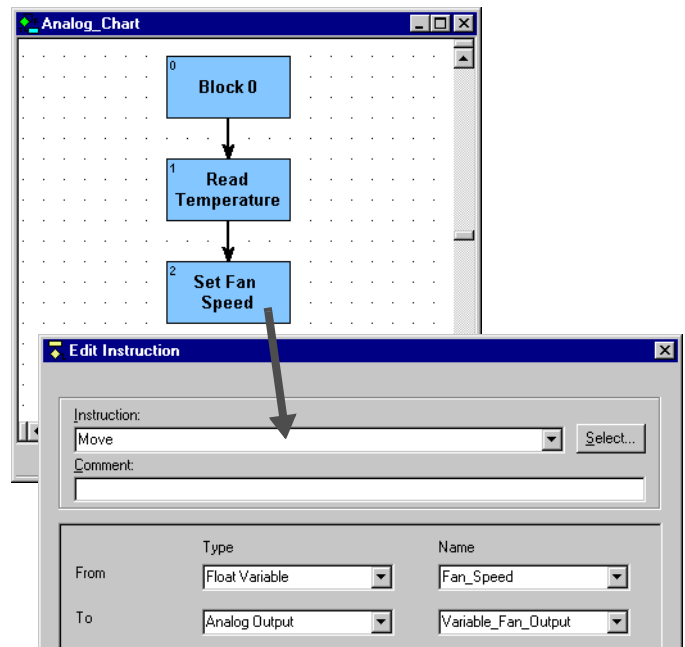 Analog_Chart
0
Block 0
1
Read
Temperature
2
Set Fan
Speed
Edit Instruction
Instruction:
Move
Select...
Comment:
Type
Name
From
Float Variable
Fan_Speed
To
Analog Output
Variable_Fan_Output